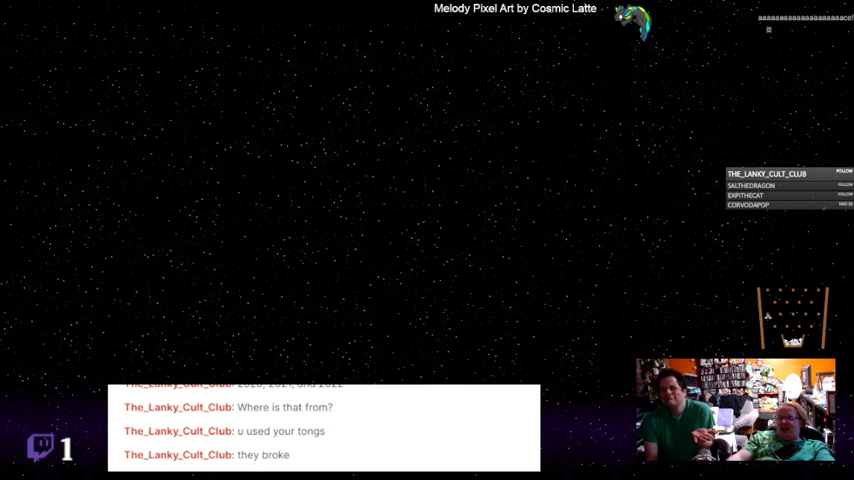 Melody Pixel Art by Cosmic Latte
THE_LANKY_CULT_CLUB FOLLOW
SALTHEDRAGON FOLLOW
EXPITHECAT FOLLOW
CORVODAPOP RAID
The_Lanky_Cult_Club: 2020, 2021, and 2022
The_Lanky_Cult_Club: Where is that from?
The_Lanky_Cult_Club: u used your tongs
The_Lanky_Cult_Club: they broke
1